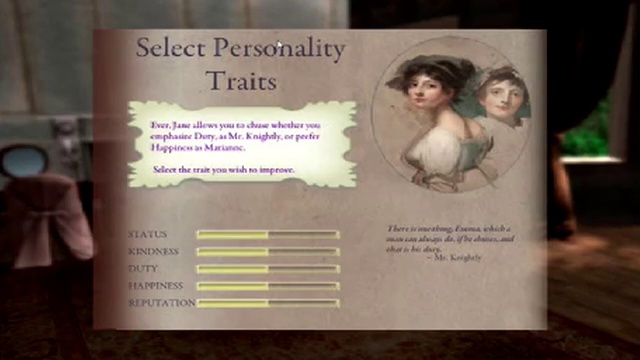 Select Personality
Traits
Ever, Jane allows you to chuse whether you
emphasize Duty, as Mr. Knightly, or prefer
Happiness as Marianne.
Select the trait you wish to improve.
STATUS
KINDNESS
DUTY
HAPPINESS
REPUTATION
There is one thing, Emma, which a
man can always do, if he chuses, and
that is his duty.
~ Mr. Knightly